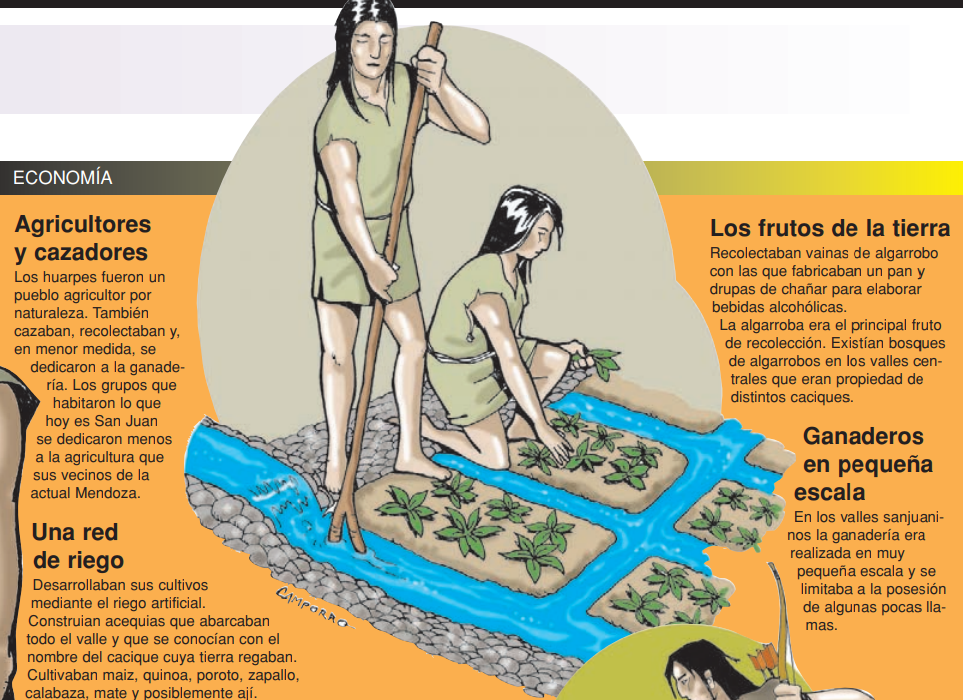 ECONOMÍA
Agricultores
y cazadores
Los huarpes fueron un
pueblo agricultor por
naturaleza. También
cazaban, recolectaban y,
en menor medida, se
dedicaron a la ganade-
ría. Los grupos que
habitaron lo que
hoy es San Juan
se dedicaron menos
a la agricultura que
sus vecinos de la
actual Mendoza.
Una red
de riego
Desarrollaban sus cultivos
mediante el riego artificial.
Construian acequias que abarcaban
todo el valle y que se conocían con el
nombre del cacique cuya tierra regaban.
Cultivaban maiz, quinoa, poroto, zapallo,
calabaza, mate y posiblemente ají.
CAMPORRO
Los frutos de la tierra
Recolectaban vainas de algarrobo
con las que fabricaban un pan y
drupas de chañar para elaborar
bebidas alcohólicas.
La algarroba era el principal fruto
de recolección. Existían bosques
de algarrobos en los valles cen-
trales que eran propiedad de
distintos caciques.
Ganaderos
en pequeña
escala
En los valles sanjuani-
nos la ganadería era
realizada en muy
pequeña escala y se
limitaba a la posesión
de algunas pocas lla-
mas.